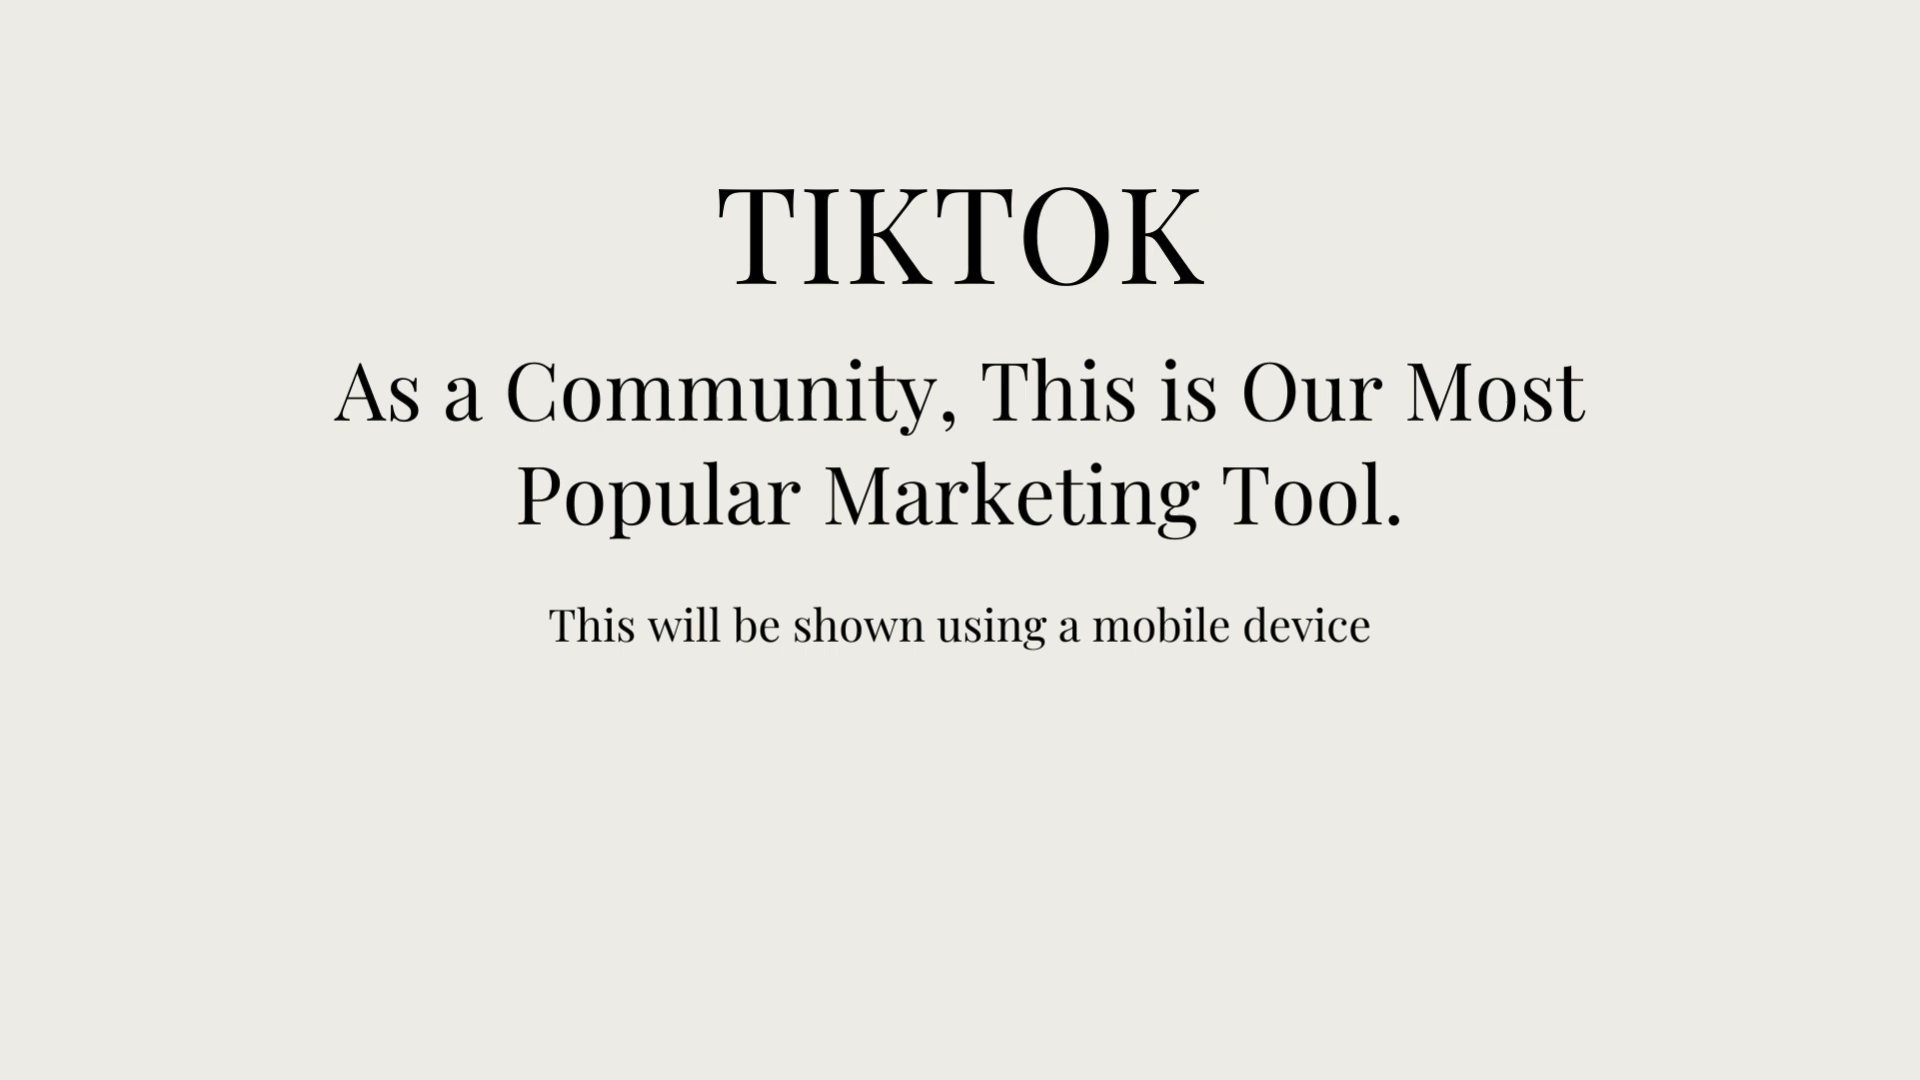 TIKTOK
As a Community, This is Our Most
Popular Marketing Tool.
This will be shown using a mobile device